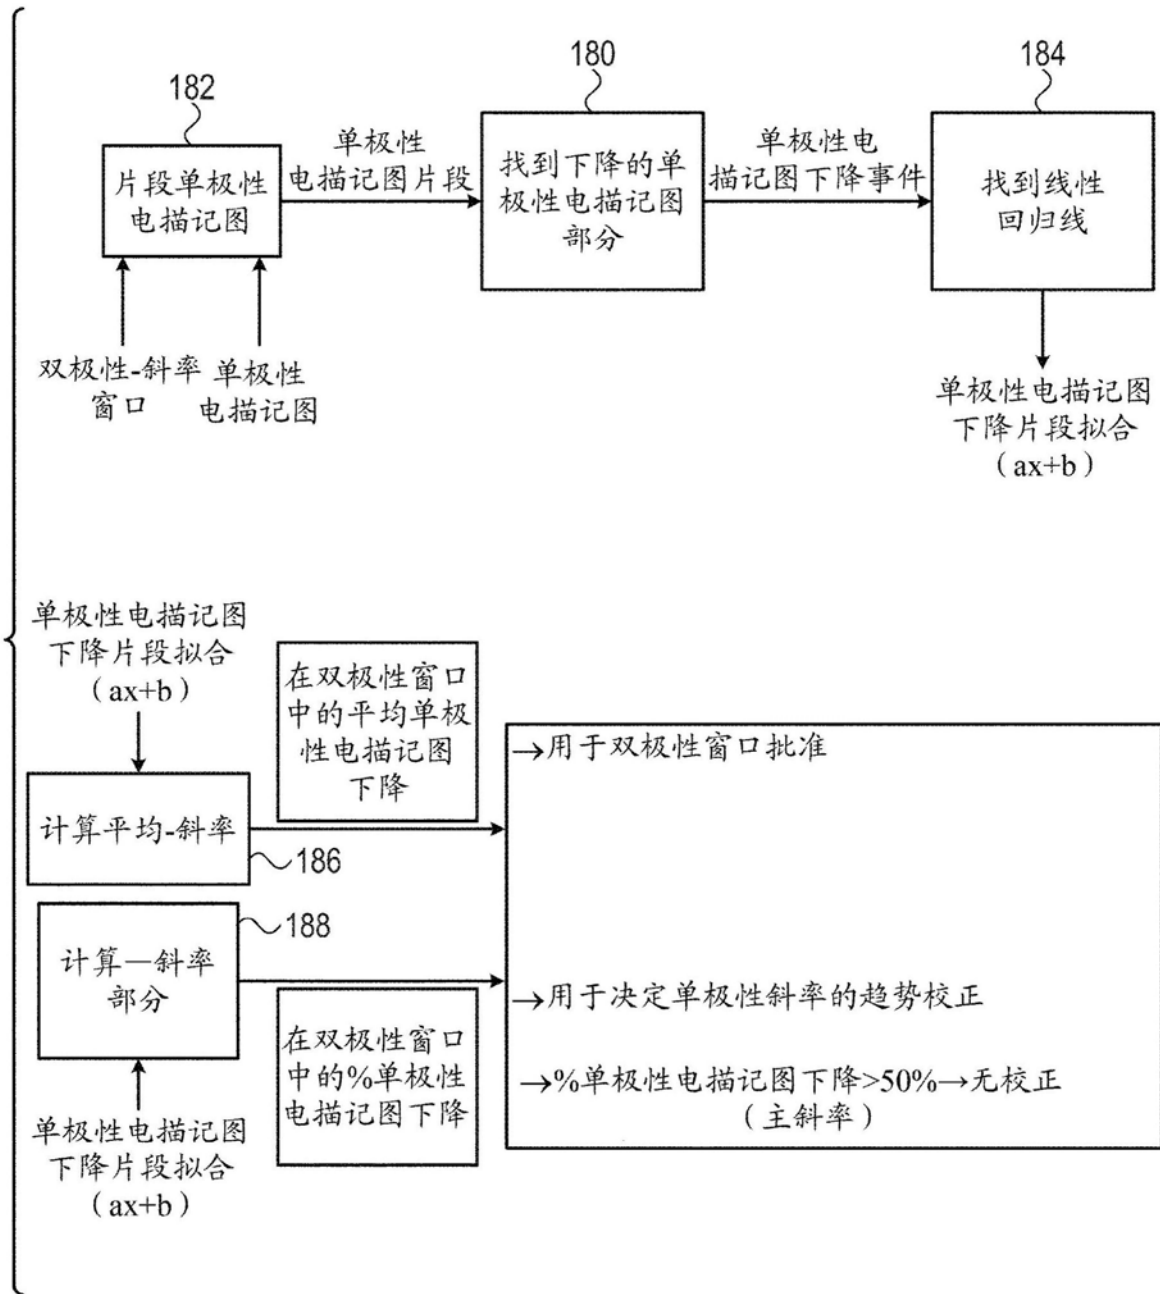 182
片段单极性
电描记图
单极性
电描记图片段
180
找到下降的单
极性电描记图
部分
单极性电
描记图下降事件
184
找到线性
回归线
双极性-斜率
窗口
单极性
电描记图
单极性电描记图
下降片段拟合
(ax+b)
单极性电描记图
下降片段拟合
(ax+b)
计算平均-斜率
186
在双极性窗口
中的平均单极
性电描记图
下降
→用于双极性窗口批准
计算—斜率
部分
188
在双极性窗口
中的%单极性
电描记图下降
→用于决定单极性斜率的趋势校正
→%单极性电描记图下降>50%→无校正
(主斜率)
单极性电描记图
下降片段拟合
(ax+b)